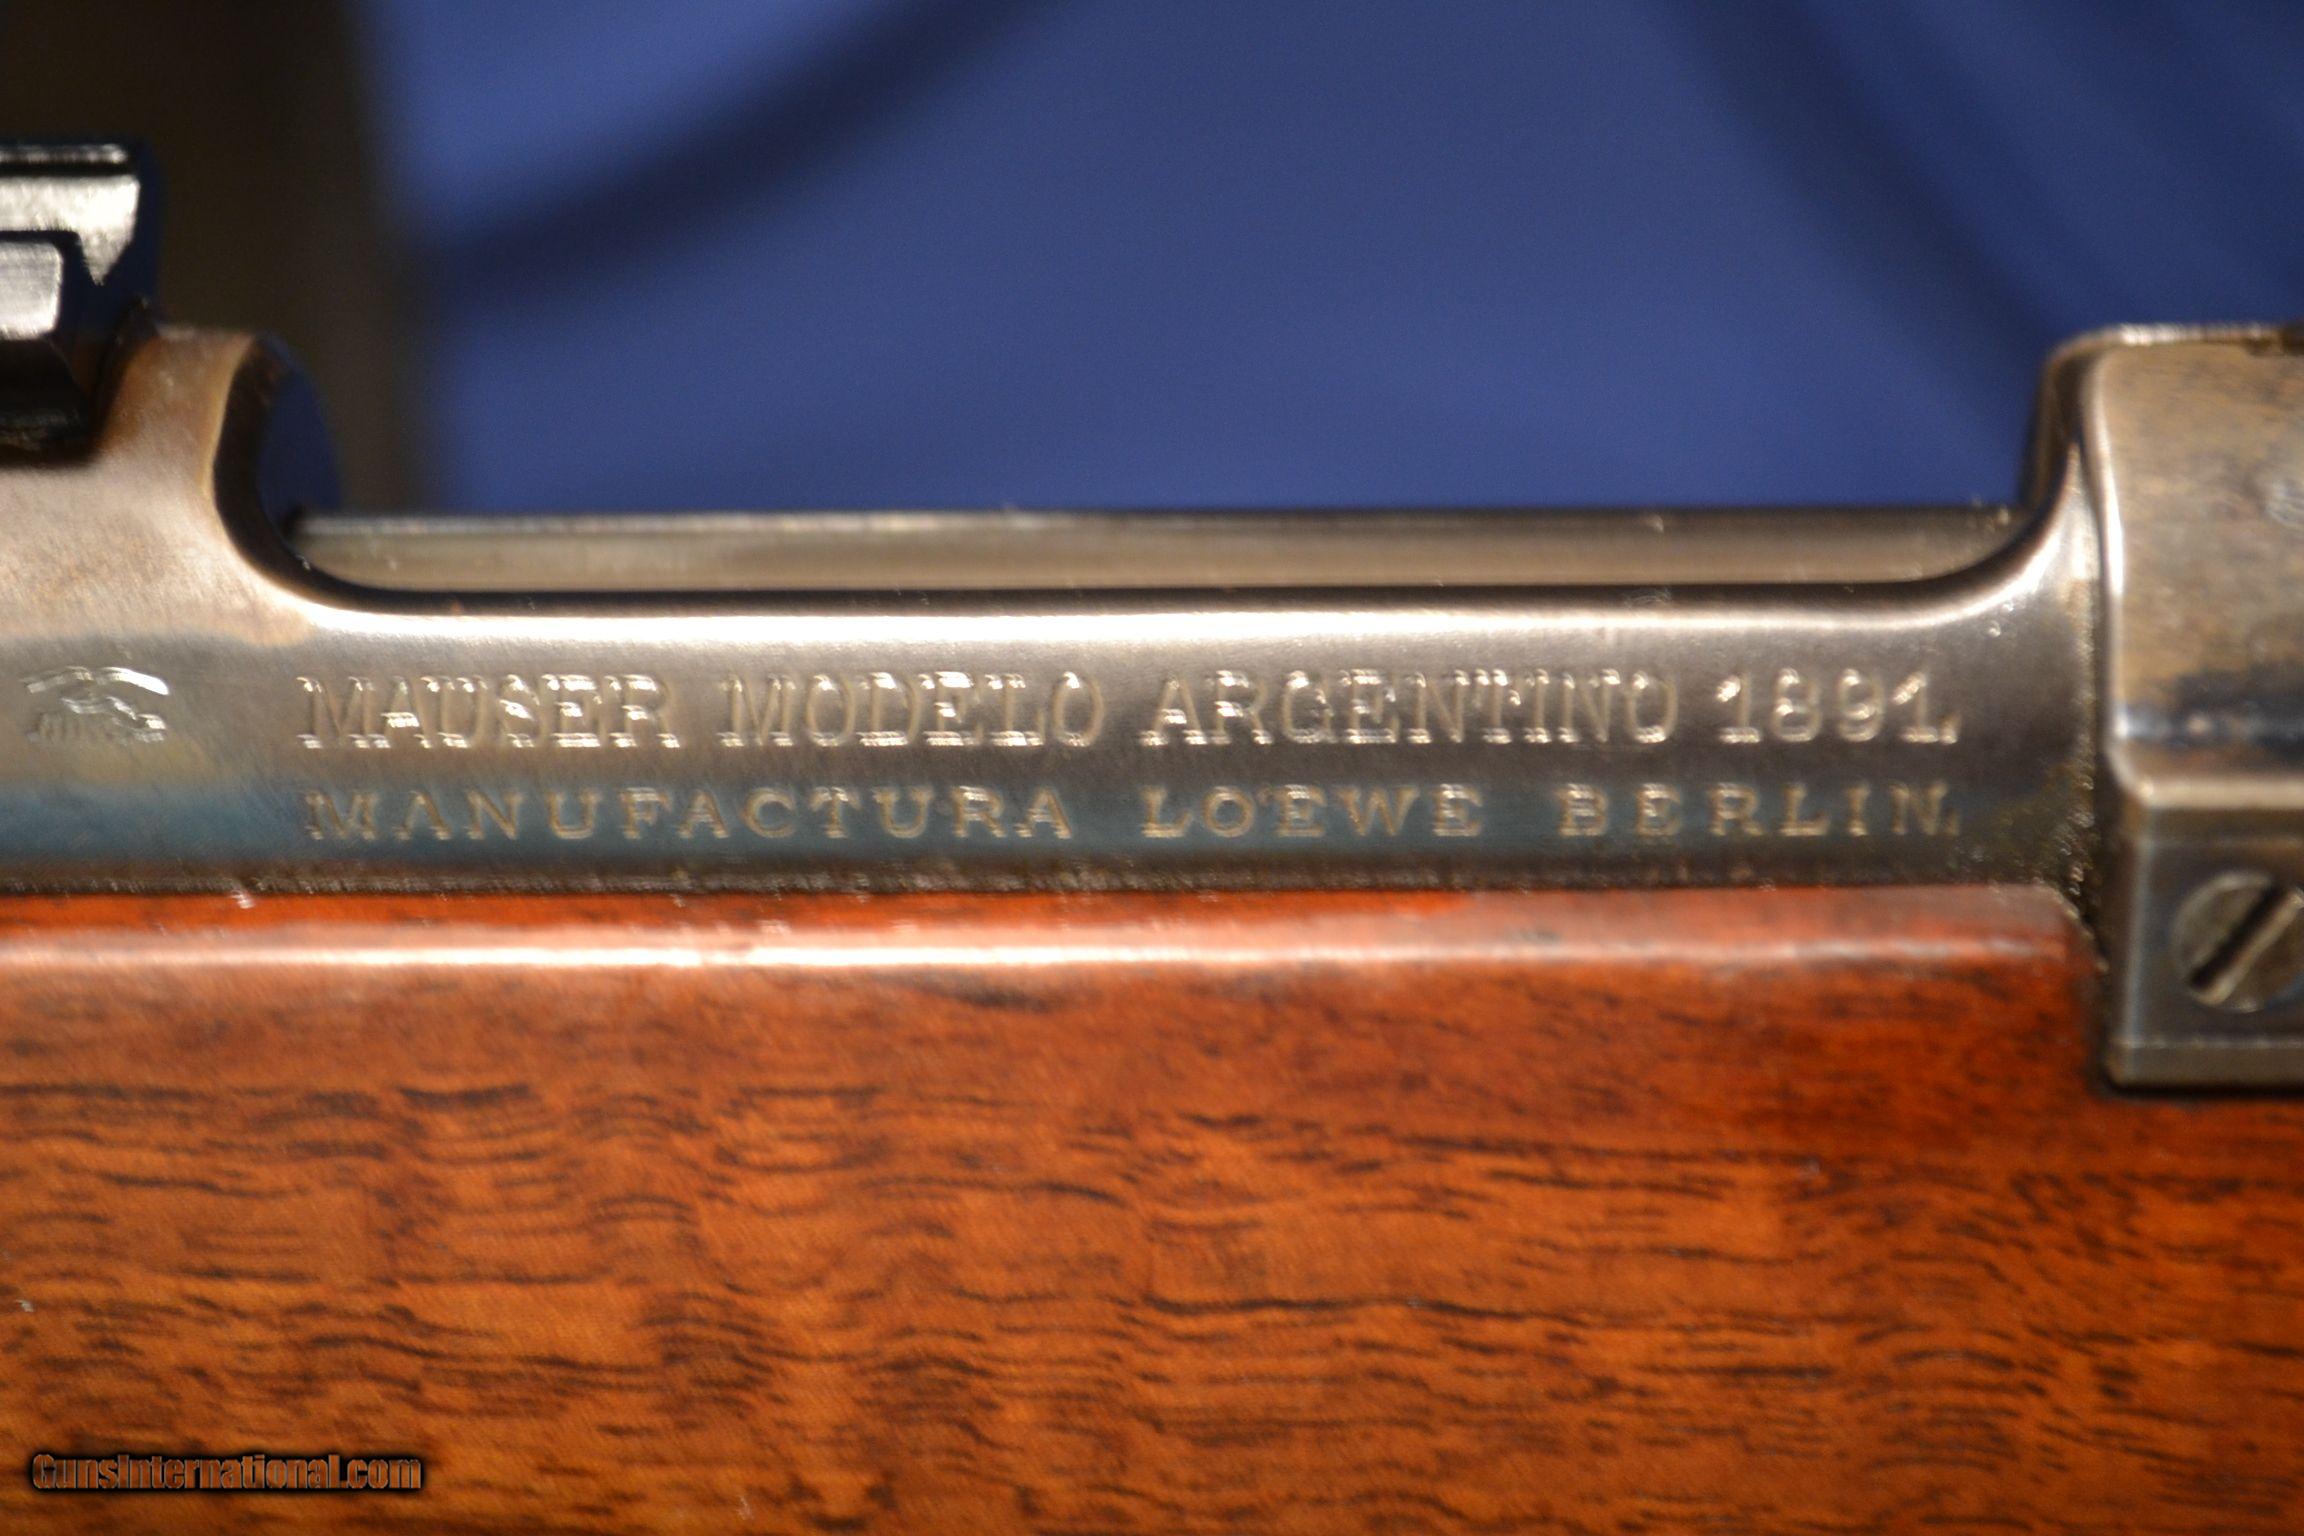 MAUSER MODELO ARGENTINO 1891.
MANUFACTURA LOEWE BERLIN.
GunsInternational.com